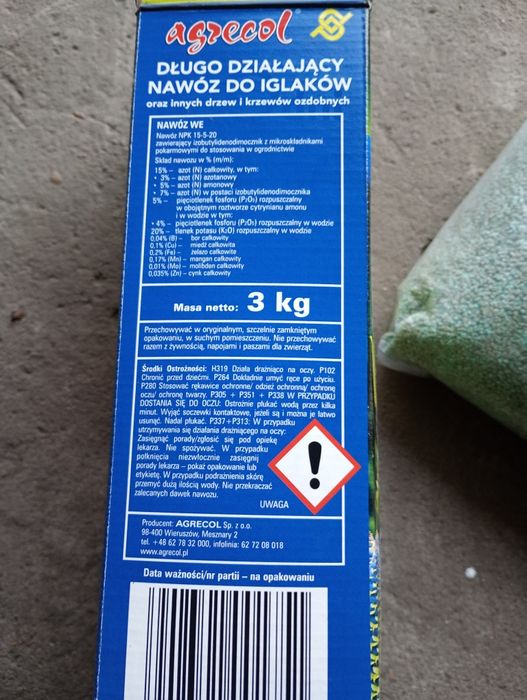 agrecol
DŁUGO DZIAŁAJĄCY
NAWÓZ DO IGLAKÓW
oraz innych drzew i krzewów ozdobnych
NAWÓZ WE
Nawóz NPK 15-5-20
zawierający izobutylidenodimocznik z mikroskładnikami
pokarmowymi do stosowania w ogrodnictwie
Skład nawozu w % (m/m):
15% – azot (N) całkowity, w tym:
• 3% – azot (N) azotanowy
• 5% – azot (N) amonowy
• 7% – azot (N) w postaci izobutylidenodimocznika
5% – pięciotlenek fosforu (P₂O₅) rozpuszczalny
w obojętnym roztworze cytrynianu amonu
i w wodzie w tym:
• 4% – pięciotlenek fosforu (P₂O₅) rozpuszczalny w wodzie
20% – tlenek potasu (K₂O) rozpuszczalny w wodzie
0,04% (B) – bor całkowity
0,1% (Cu) – miedź całkowita
0,2% (Fe) – żelazo całkowite
0,17% (Mn) – mangan całkowity
0,01% (Mo) – molibden całkowity
0,035% (Zn) – cynk całkowity
Masa netto: 3 kg
Przechowywać w oryginalnym, szczelnie zamkniętym
opakowaniu, w suchym pomieszczeniu. Nie przechowywać
razem z żywnością, napojami i paszami dla zwierząt.
Środki Ostrożności: H319 Działa drażniąco na oczy. P102
Chronić przed dziećmi. P264 Dokładnie umyć ręce po użyciu.
P280 Stosować rękawice ochronne/ odzież ochronną/ ochronę
oczu/ ochronę twarzy. P305 + P351 + P338 W PRZYPADKU
DOSTANIA SIĘ DO OCZU: Ostrożnie płukać wodą przez kilka
minut. Wyjąć soczewki kontaktowe, jeżeli są i można je łatwo
usunąć. Nadal płukać. P337+P313: W przypadku
utrzymywania się działania drażniącego na oczy:
Zasięgnąć porady/zgłosić się pod opiekę
lekarza. Nie spożywać. W przypadku
połknięcia niezwłocznie zasięgnij
porady lekarza – pokaż opakowanie lub
etykietę. W przypadku podrażnienia skórę
przemyć dużą ilością wody. Nie przekraczać
zalecanych dawek nawozu.
UWAGA
Producent: AGRECOL Sp. z o.o.
98-400 Wieruszów, Mesznary 2
tel. +48 62 78 32 000, infolinia: 62 72 08 018
www.agrecol.pl
Data ważności/nr partii – na opakowaniu